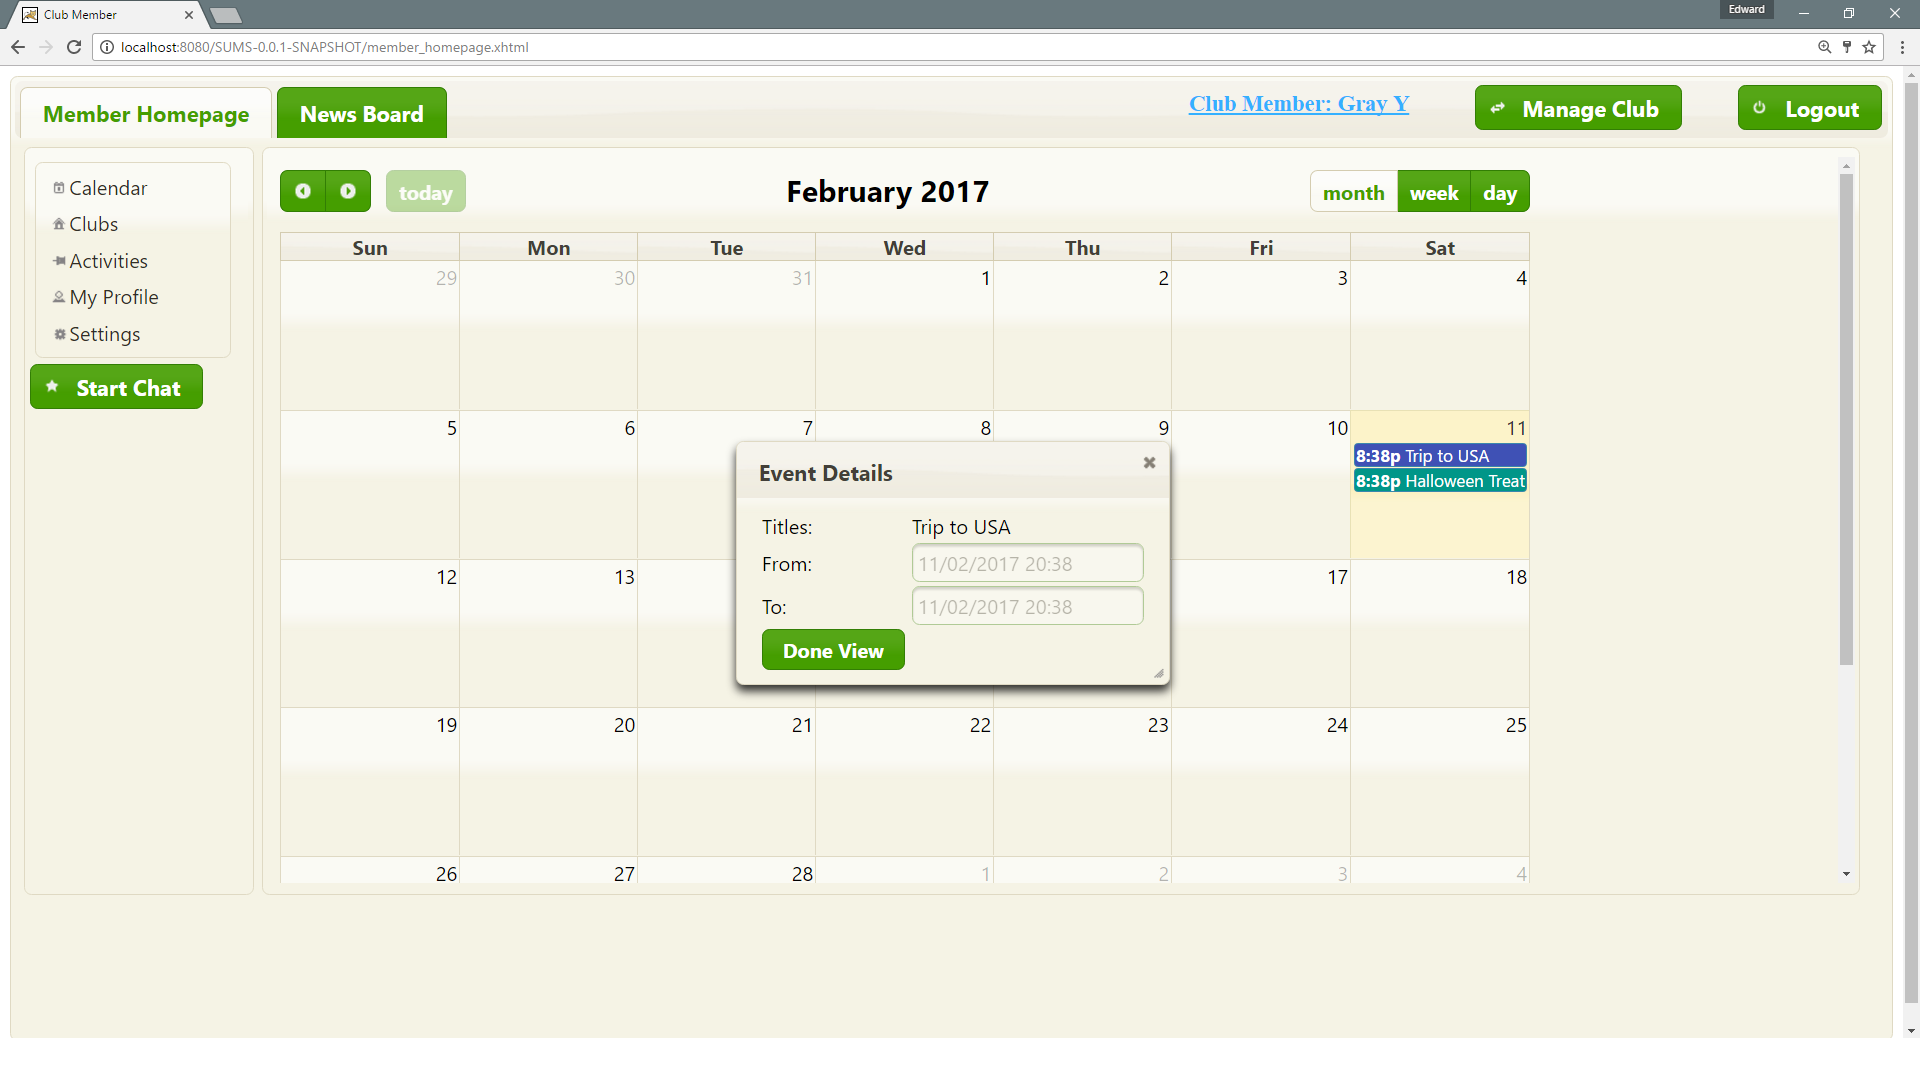 Club Member
Edward
localhost:8080/SUMS-0.0.1-SNAPSHOT/member_homepage.xhtml
Member Homepage
News Board
Club Member: Gray Y
Manage Club
Logout
Calendar
Clubs
Activities
My Profile
Settings
Start Chat
today
February 2017
month week day
Sun Mon Tue Wed Thu Fri Sat
29 30 31 1 2 3 4
5 6 7 8 9 10 11
8:38p Trip to USA
8:38p Halloween Treat
Event Details
Titles: Trip to USA
From: 11/02/2017 20:38
To: 11/02/2017 20:38
Done View
12 13 17 18
19 20 21 22 23 24 25
26 27 28 1 2 3 4